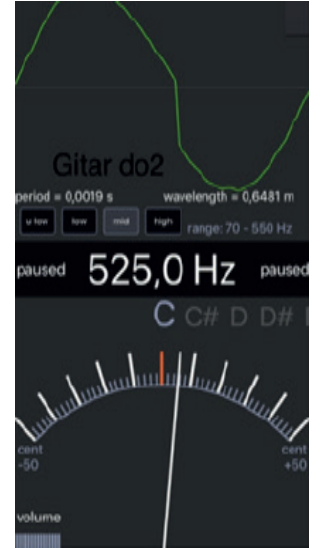 Gitar do2
period = 0,0019 s wavelength = 0,6481 m
u low low mid high range: 70 - 550 Hz
paused 525,0 Hz paused
C C# D D#
cent cent
-50 +50
volume